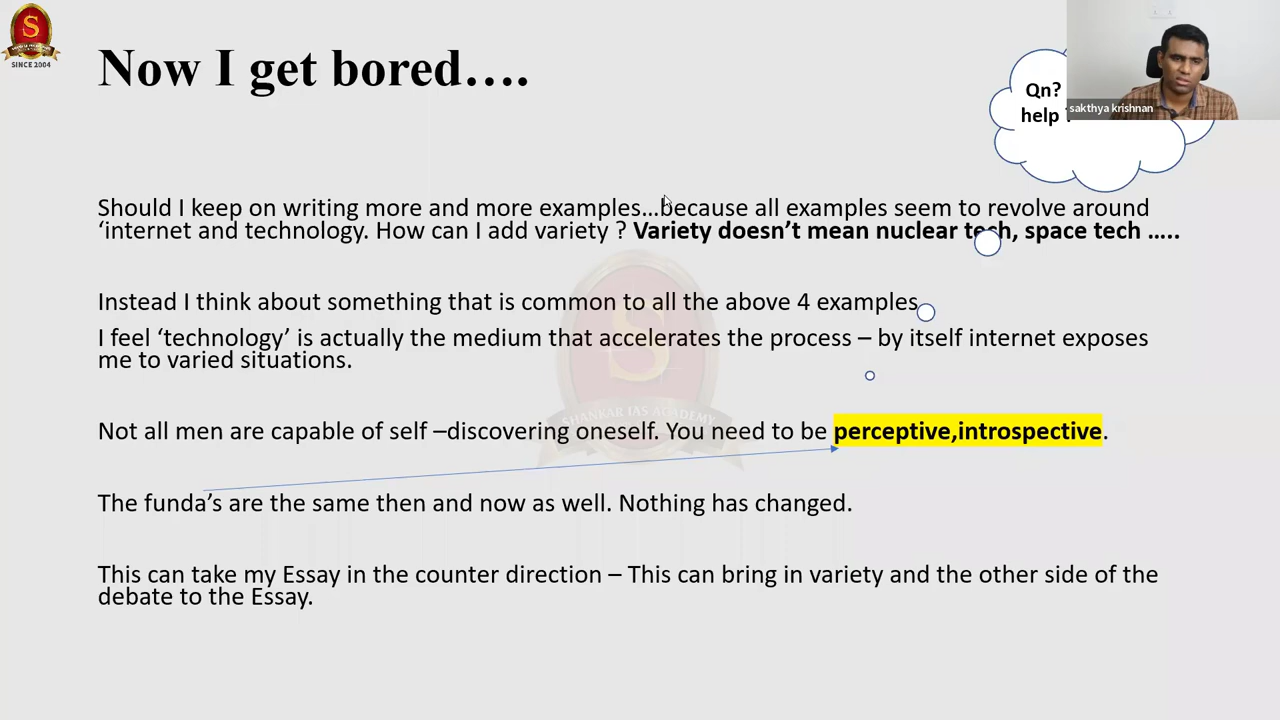 S
SINCE 2004
Now I get bored….
Qn?
help
sakthya krishnan
Should I keep on writing more and more examples…because all examples seem to revolve around
‘internet and technology. How can I add variety ? Variety doesn’t mean nuclear tech, space tech …..
Instead I think about something that is common to all the above 4 examples
I feel ‘technology’ is actually the medium that accelerates the process – by itself internet exposes
me to varied situations.
SHANKAR IAS ACADEMY
Not all men are capable of self –discovering oneself. You need to be perceptive,introspective.
The funda’s are the same then and now as well. Nothing has changed.
This can take my Essay in the counter direction – This can bring in variety and the other side of the
debate to the Essay.